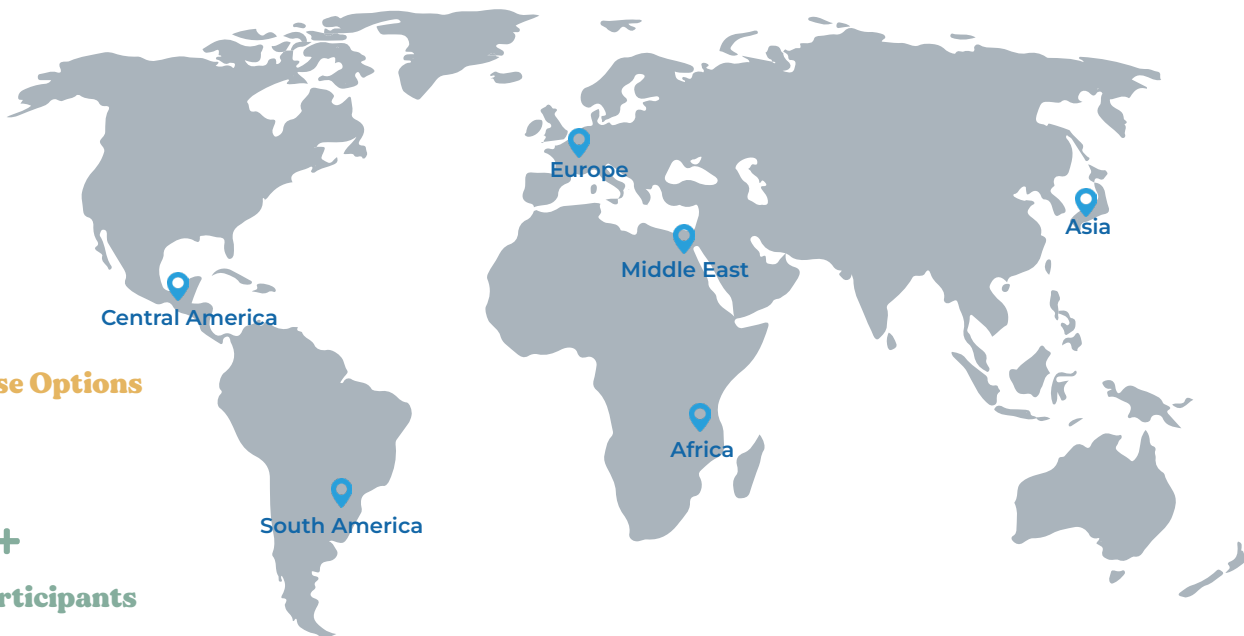 Europe
Asia
Middle East
Central America
se Options
Africa
South America
+
rticipants